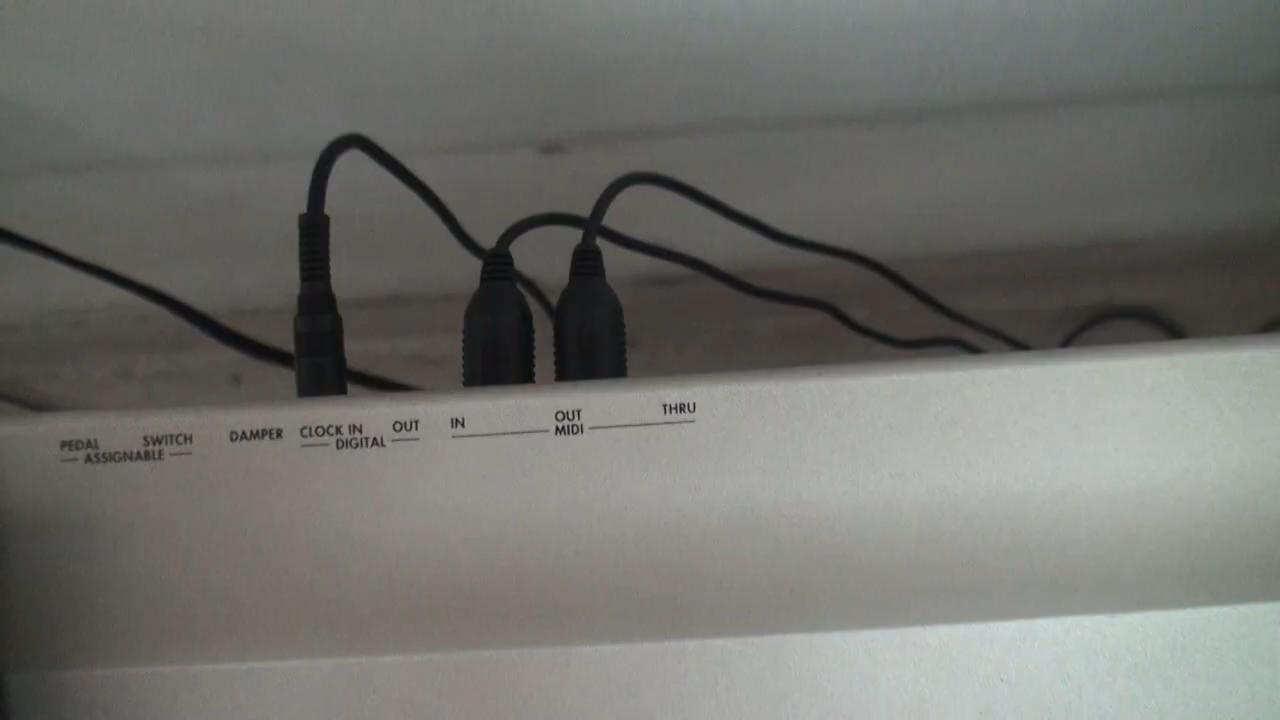 PEDAL SWITCH DAMPER CLOCK IN OUT IN OUT THRU
ASSIGNABLE DIGITAL MIDI